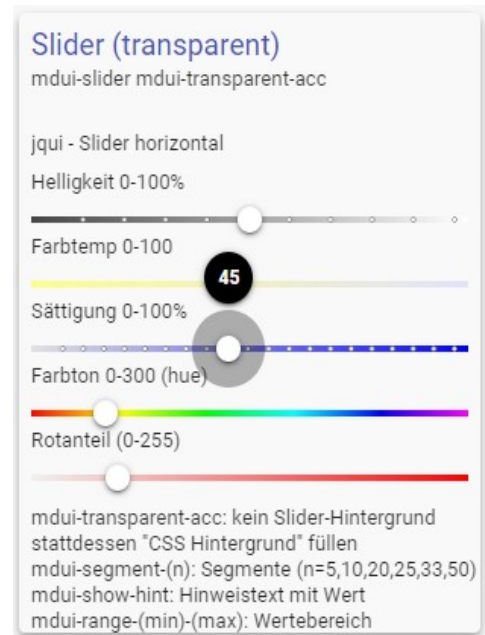 Slider (transparent)
mdui-slider mdui-transparent-acc
jqui - Slider horizontal
Helligkeit 0-100%
Farbtemp 0-100
45
Sättigung 0-100%
Farbton 0-300 (hue)
Rotanteil (0-255)
mdui-transparent-acc: kein Slider-Hintergrund
stattdessen "CSS Hintergrund" füllen
mdui-segment-(n): Segmente (n=5,10,20,25,33,50)
mdui-show-hint: Hinweistext mit Wert
mdui-range-(min)-(max): Wertebereich